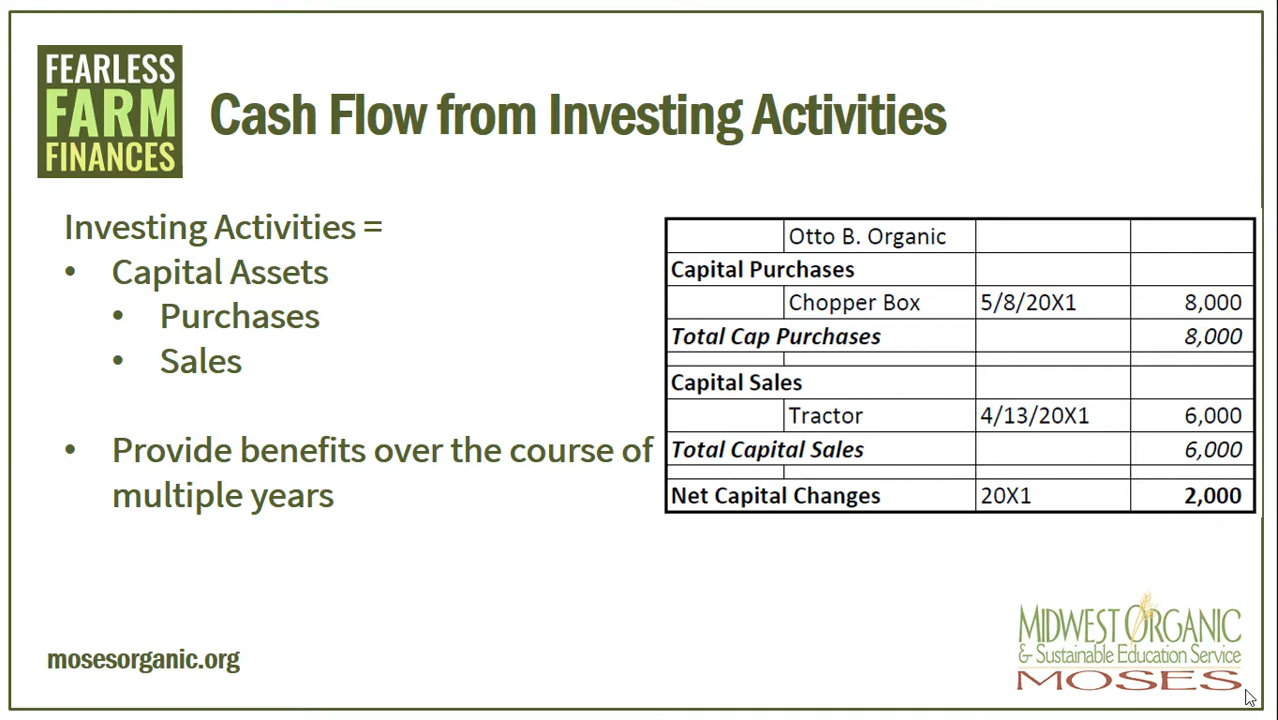 FEARLESS
FARM
FINANCES
Cash Flow from Investing Activities
Investing Activities =
• Capital Assets
• Purchases
• Sales
• Provide benefits over the course of
multiple years
Otto B. Organic
Capital Purchases
Chopper Box 5/8/20X1 8,000
Total Cap Purchases 8,000
Capital Sales
Tractor 4/13/20X1 6,000
Total Capital Sales 6,000
Net Capital Changes 20X1 2,000
mosesorganic.org
MIDWEST ORGANIC
& Sustainable Education Service
MOSES